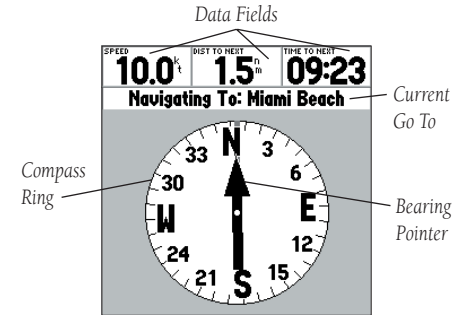 Data Fields
SPEED DIST TO NEXT TIME TO NEXT
10.0 kt 1.5 nm 09:23
Navigating To: Miami Beach
Current
Go To
N
33 3
30 6
W E
24 12
21 15
S
Compass
Ring
Bearing
Pointer